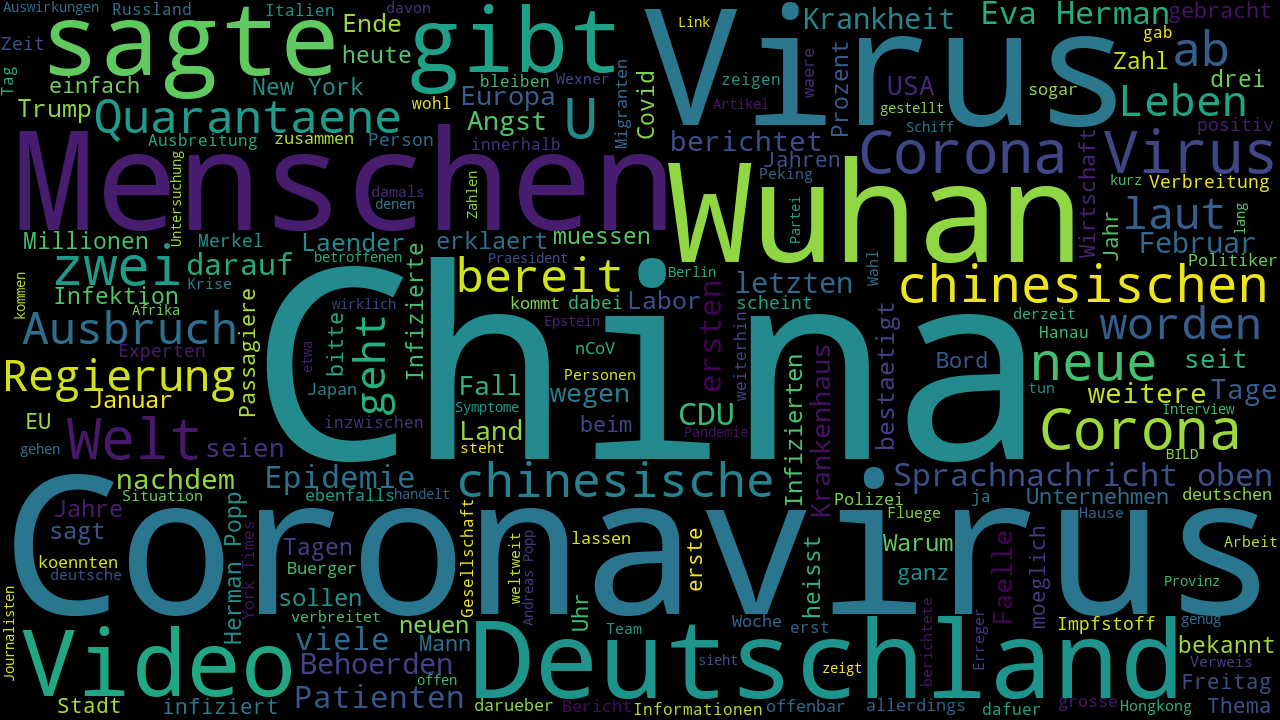 Auswirkungen
Russland
Italien
davon
Link
Krankheit
Eva Herman
gebracht
sagte
gibt
Virus
Ende
Zeit
heute
gab
ab
Zahl
Tag
einfach
New York
bleiben
Wexner
Migranten
Covid
zeigen
waere
Prozent
USA
sogar
drei
Trump
Quarantaene
wohl
Europa
Artikel
gestellt
Leben
Angst
U
Schiff
positiv
Ausbreitung
zusammen
Person
innerhalb
berichtet
Corona
Virus
Menschen
Untersuchung
damals
denen
Zahlen
Wuhan
Jahren
Peking
Partei
Wirtschaft
kurz
Verbreitung
Jahr
laut
lang
Millionen
Merkel
Laender
erklaert
muessen
Februar
zwei
darauf
betroffenen
Praesident
Berlin
letzten
Wahl
Politiker
kommen
Infektion
Krise
Afrika
wirklich
Infizierte
bereit
kommt
dabei
Labor
scheint
chinesischen
Ausbruch
China
Epstein
ersten
weiterhin
derzeit
Hanau
worden
Experten
Passagiere
etwa
bitte
geht
nCoV
Infizierten
Krankenhaus
bestaetigt
Bord
neue
seit
Regierung
Januar
Japan
Fall
Personen
wegen
tun
weitere
Tage
EU
inzwischen
Symptome
CDU
Interview
gehen
Welt
seien
Land
beim
Pandemie
Corona
steht
BILD
nachdem
Epidemie
chinesische
Sprachnachricht
oben
Situation
ebenfalls
handelt
Polizei
ja
Unternehmen
deutschen
Jahre
Herman Popp
Coronavirus
Fluege
Hause
sagt
York Times
Gesellschaft
weltweit
Andreas Popp
lassen
erste
Warum
Faelle
moeglich
Arbeit
koennten
Tagen
deutsche
Buerger
heisst
ganz
Provinz
Journalisten
sollen
Uhr
verbreitet
neuen
Team
Woche
erst
berichtete
Erreger
Impfstoff
genug
Video
viele
Mann
Deutschland
bekannt
Behoerden
offen
sieht
zeigt
Verweis
Freitag
Stadt
infiziert
Patienten
darueber
Bericht
Informationen
offenbar
allerdings
dafuer
grosse
Hongkong
Thema